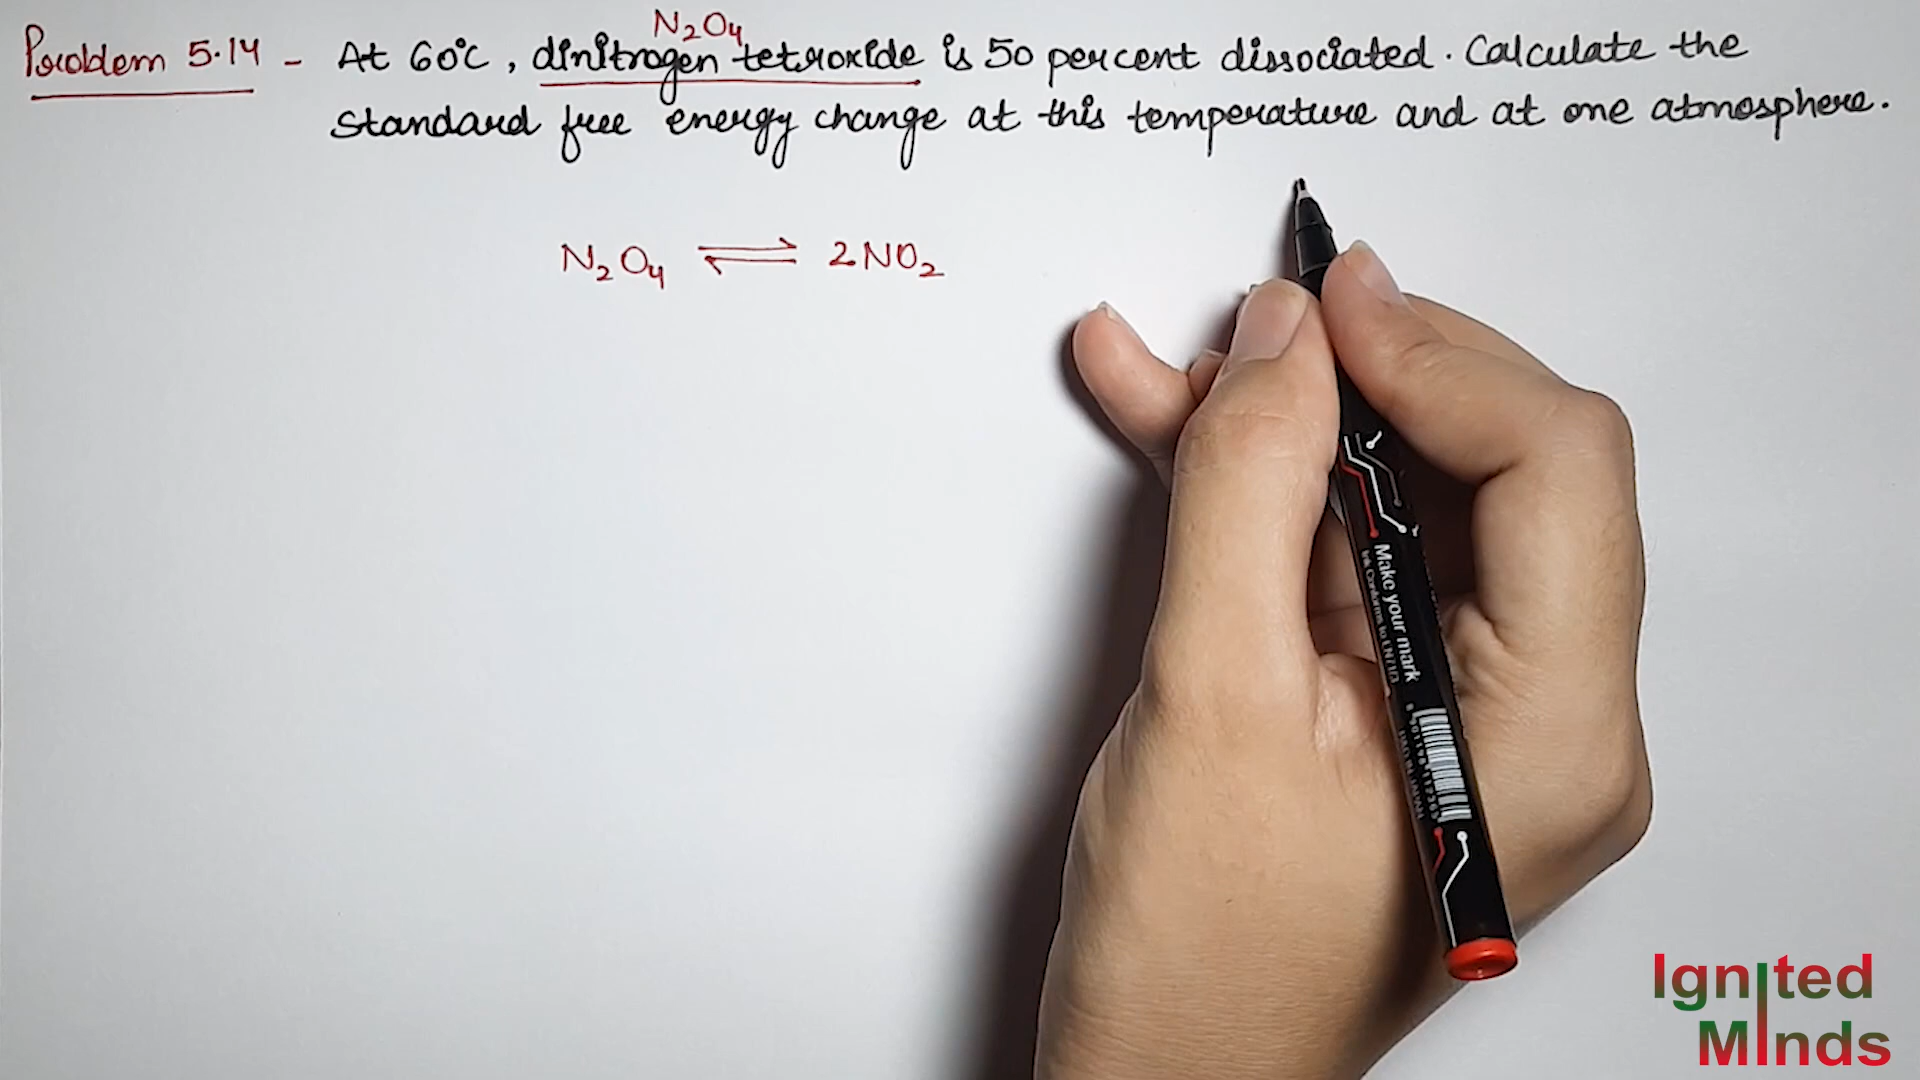 N₂O₄
Problem 5.14 - At 60°C, dinitrogen tetroxide is 50 percent dissociated. Calculate the
standard free energy change at this temperature and at one atmosphere.
N₂O₄ ⇌ 2NO₂
Make your mark
Ignited
Minds